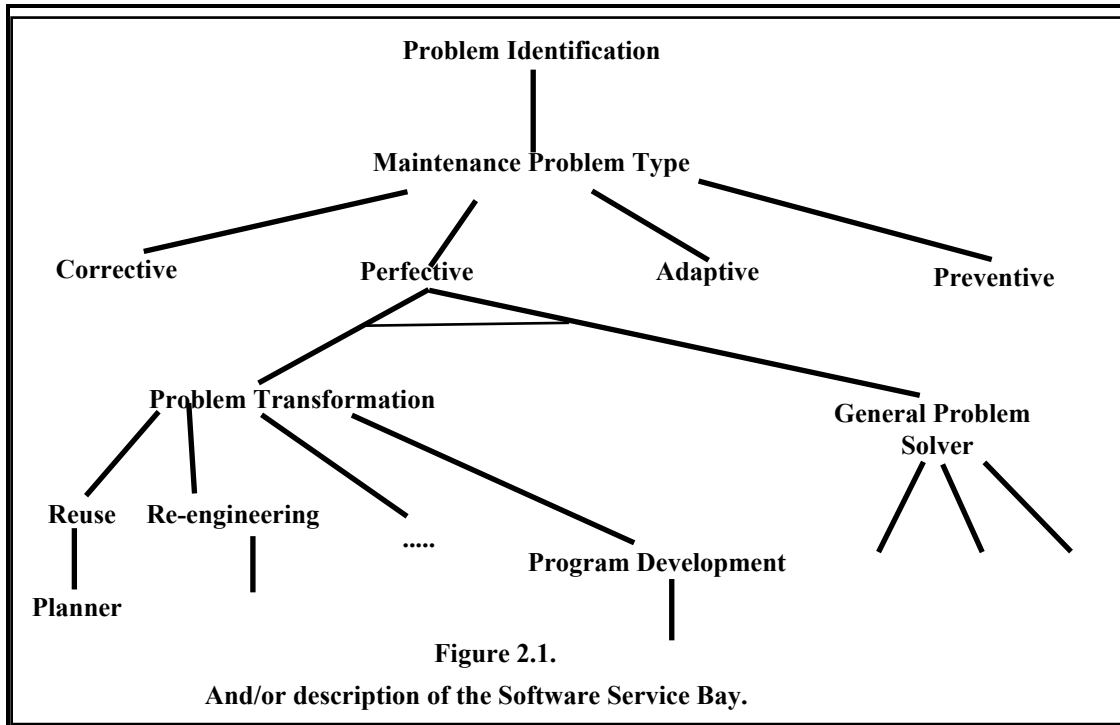 Problem Identification
Maintenance Problem Type
Corrective
Perfective
Adaptive
Preventive
Problem Transformation
General Problem
Solver
Reuse
Re-engineering
.....
Program Development
Planner
Figure 2.1.
And/or description of the Software Service Bay.